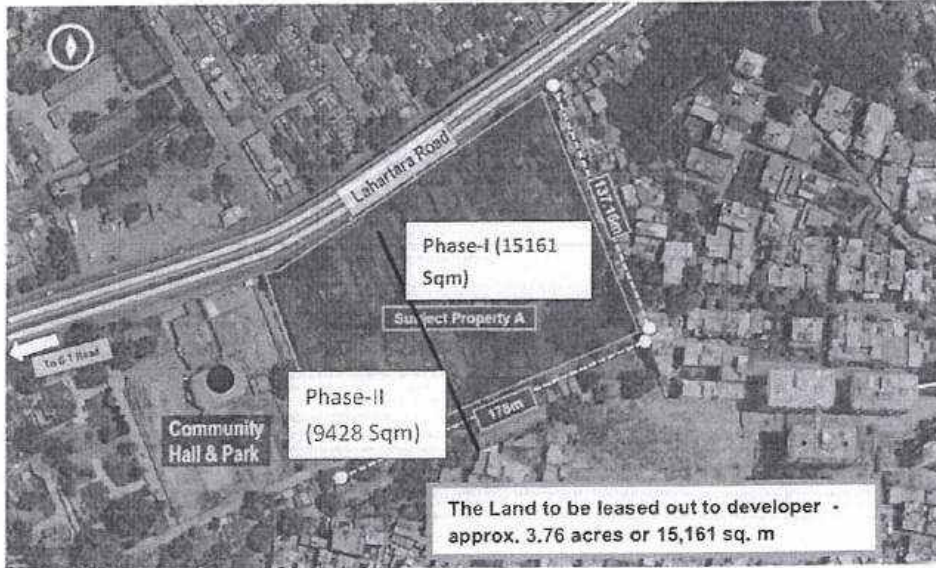 Lahartara Road
137.16m
Phase-I (15161
Sqm)
Subject Property A
To G T Road
Phase-II
(9428 Sqm)
178m
Community
Hall & Park
The Land to be leased out to developer -
approx. 3.76 acres or 15,161 sq. m